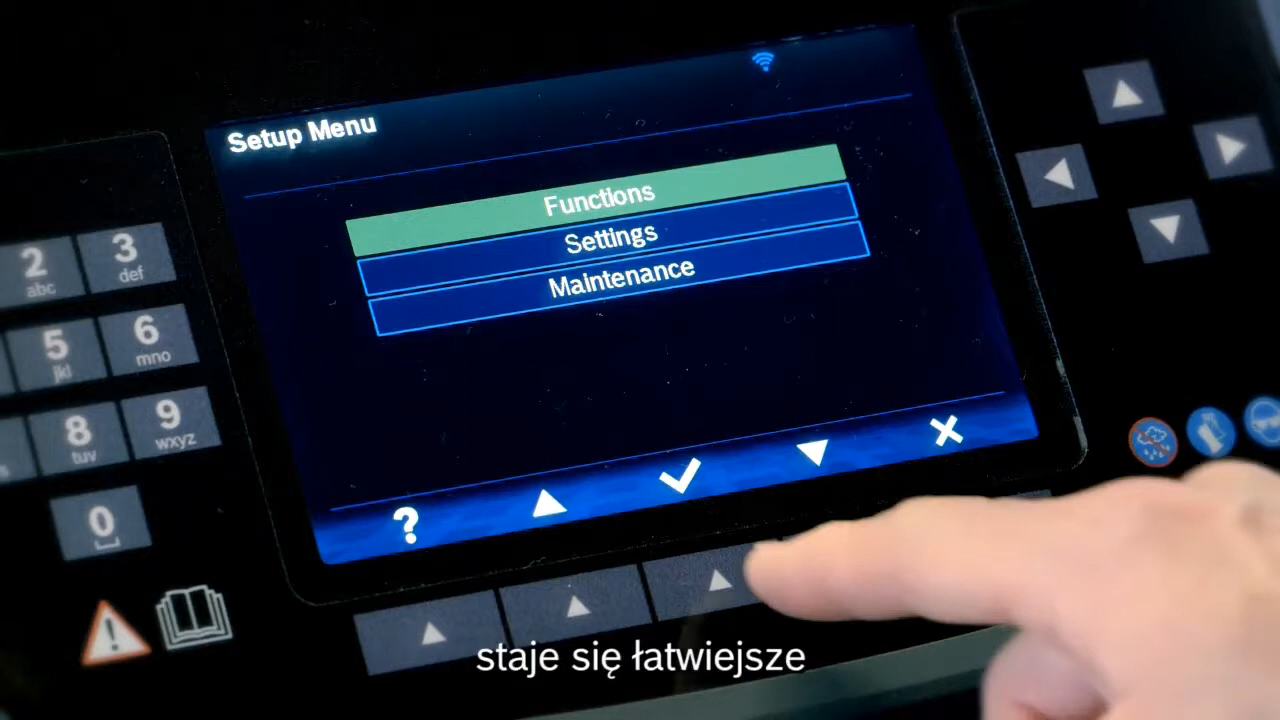 Setup Menu
Functions
Settings
Maintenance
2
abc
3
def
5
jkl
6
mno
8
tuv
9
wxyz
0
?
staje się łatwiejsze